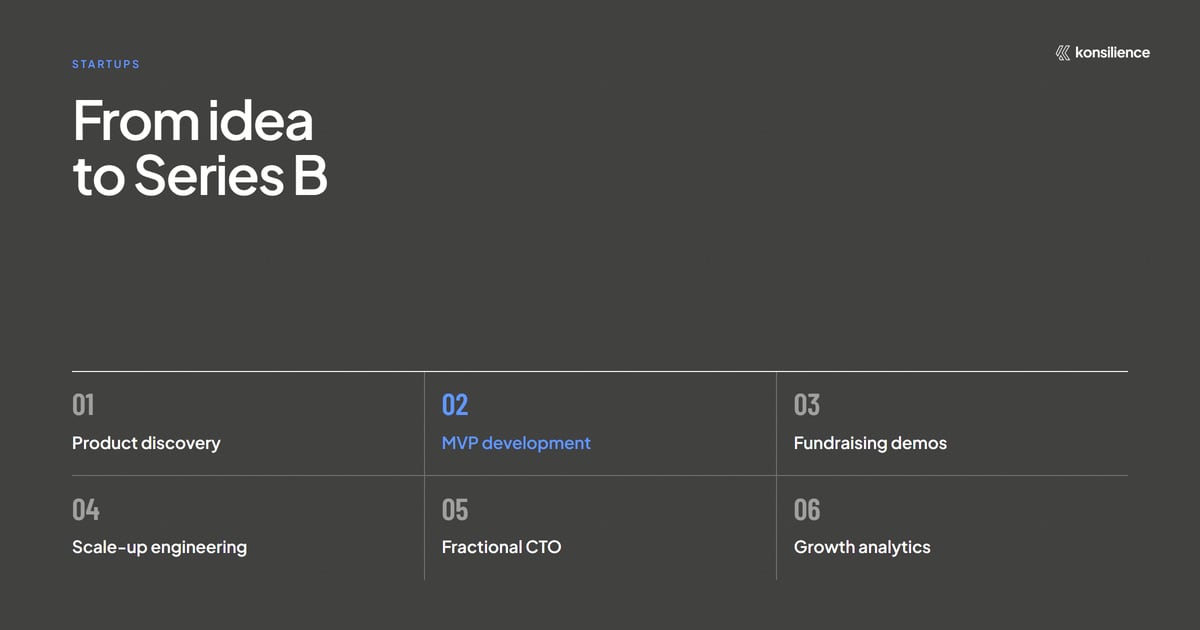 STARTUPS
konsilience
From idea
to Series B
01
Product discovery
02
MVP development
03
Fundraising demos
04
Scale-up engineering
05
Fractional CTO
06
Growth analytics